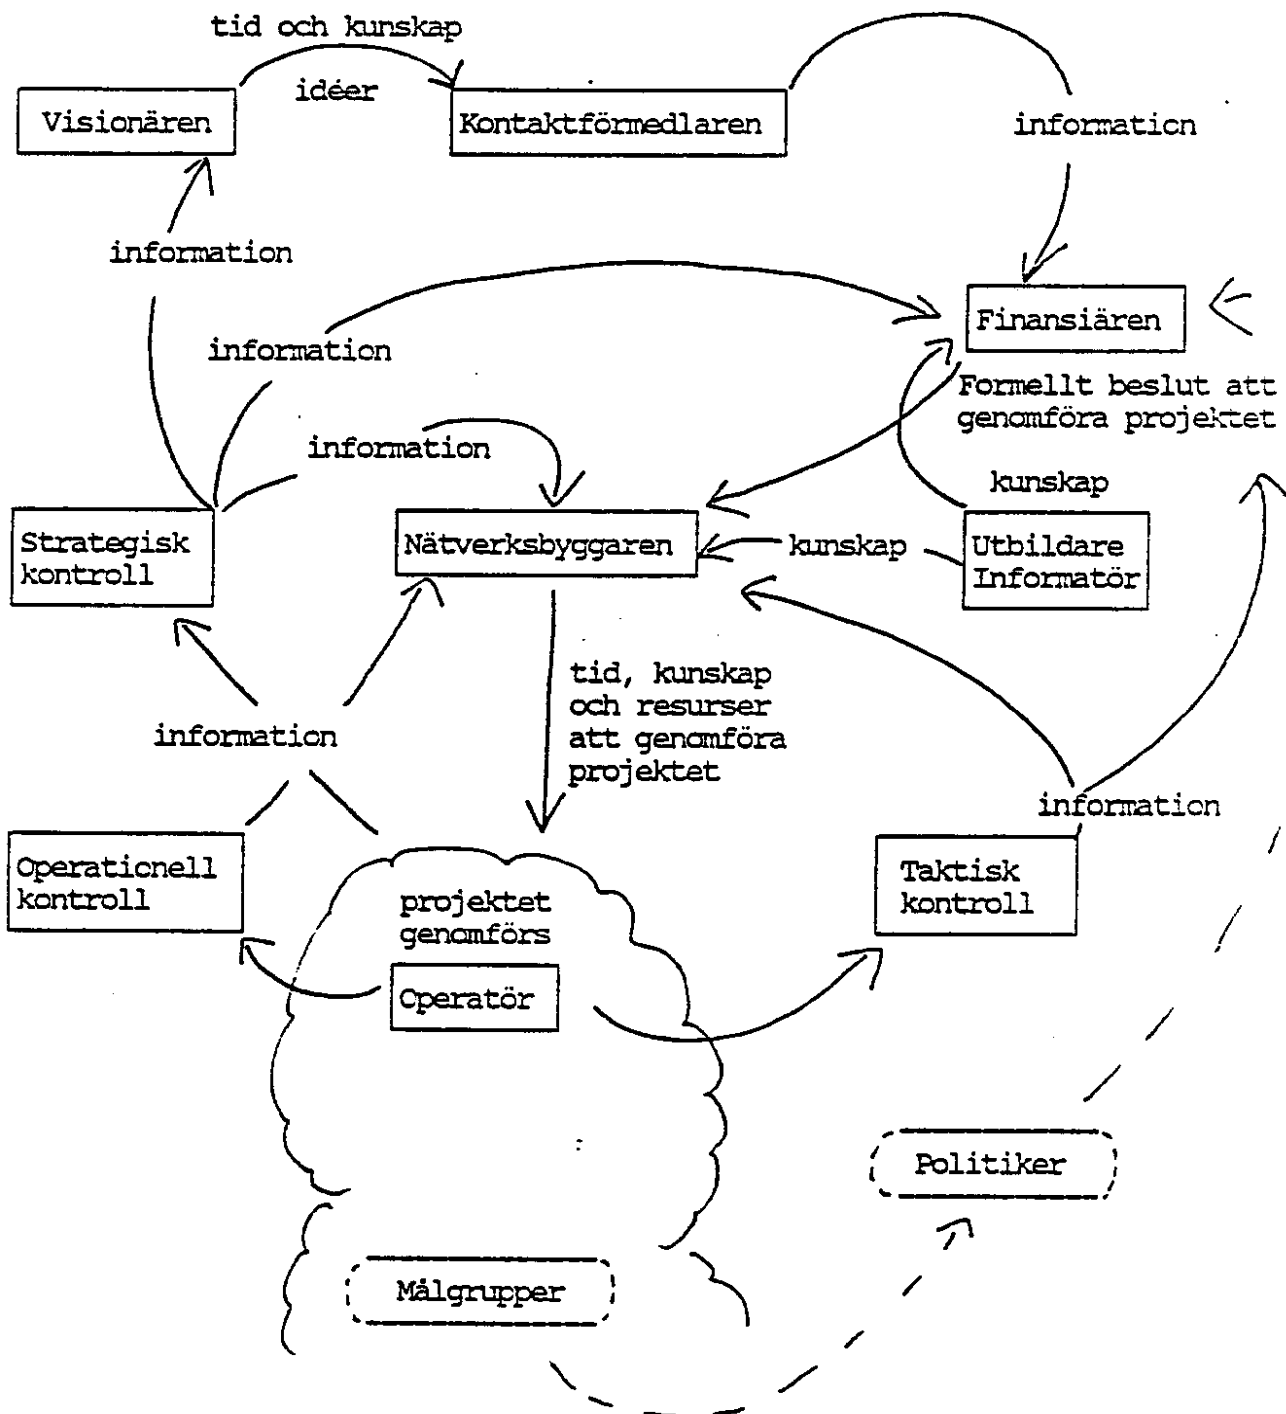 tid och kunskap
idéer
Visionären
Kontaktförmedlaren
information
information
Finansiären
information
Formellt beslut att
genomföra projektet
information
kunskap
Strategisk
kontroll
Nätverksbyggaren
kunskap
Utbildare
Informatör
tid, kunskap
och resurser
att genomföra
projektet
information
information
Operationell
kontroll
Taktisk
kontroll
projektet
genomförs
Operatör
Politiker
Målgrupper